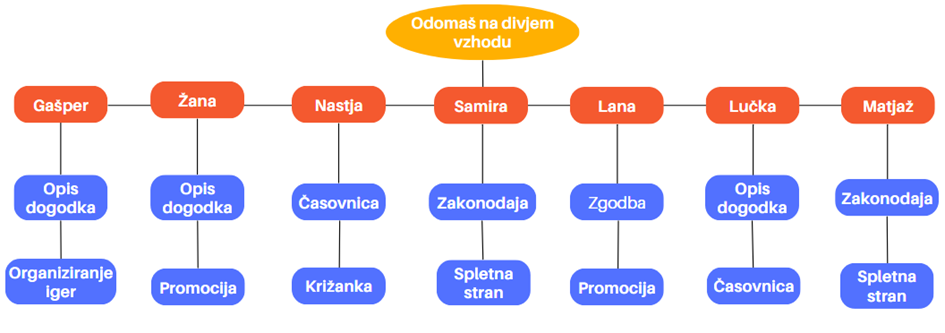 Odomaš na divjem
vzhodu
Gašper
Žana
Nastja
Samira
Lana
Lučka
Matjaž
Opis
dogodka
Opis
dogodka
Časovnica
Zakonodaja
Zgodba
Opis
dogodka
Zakonodaja
Organiziranje
iger
Promocija
Križanka
Spletna
stran
Promocija
Časovnica
Spletna
stran